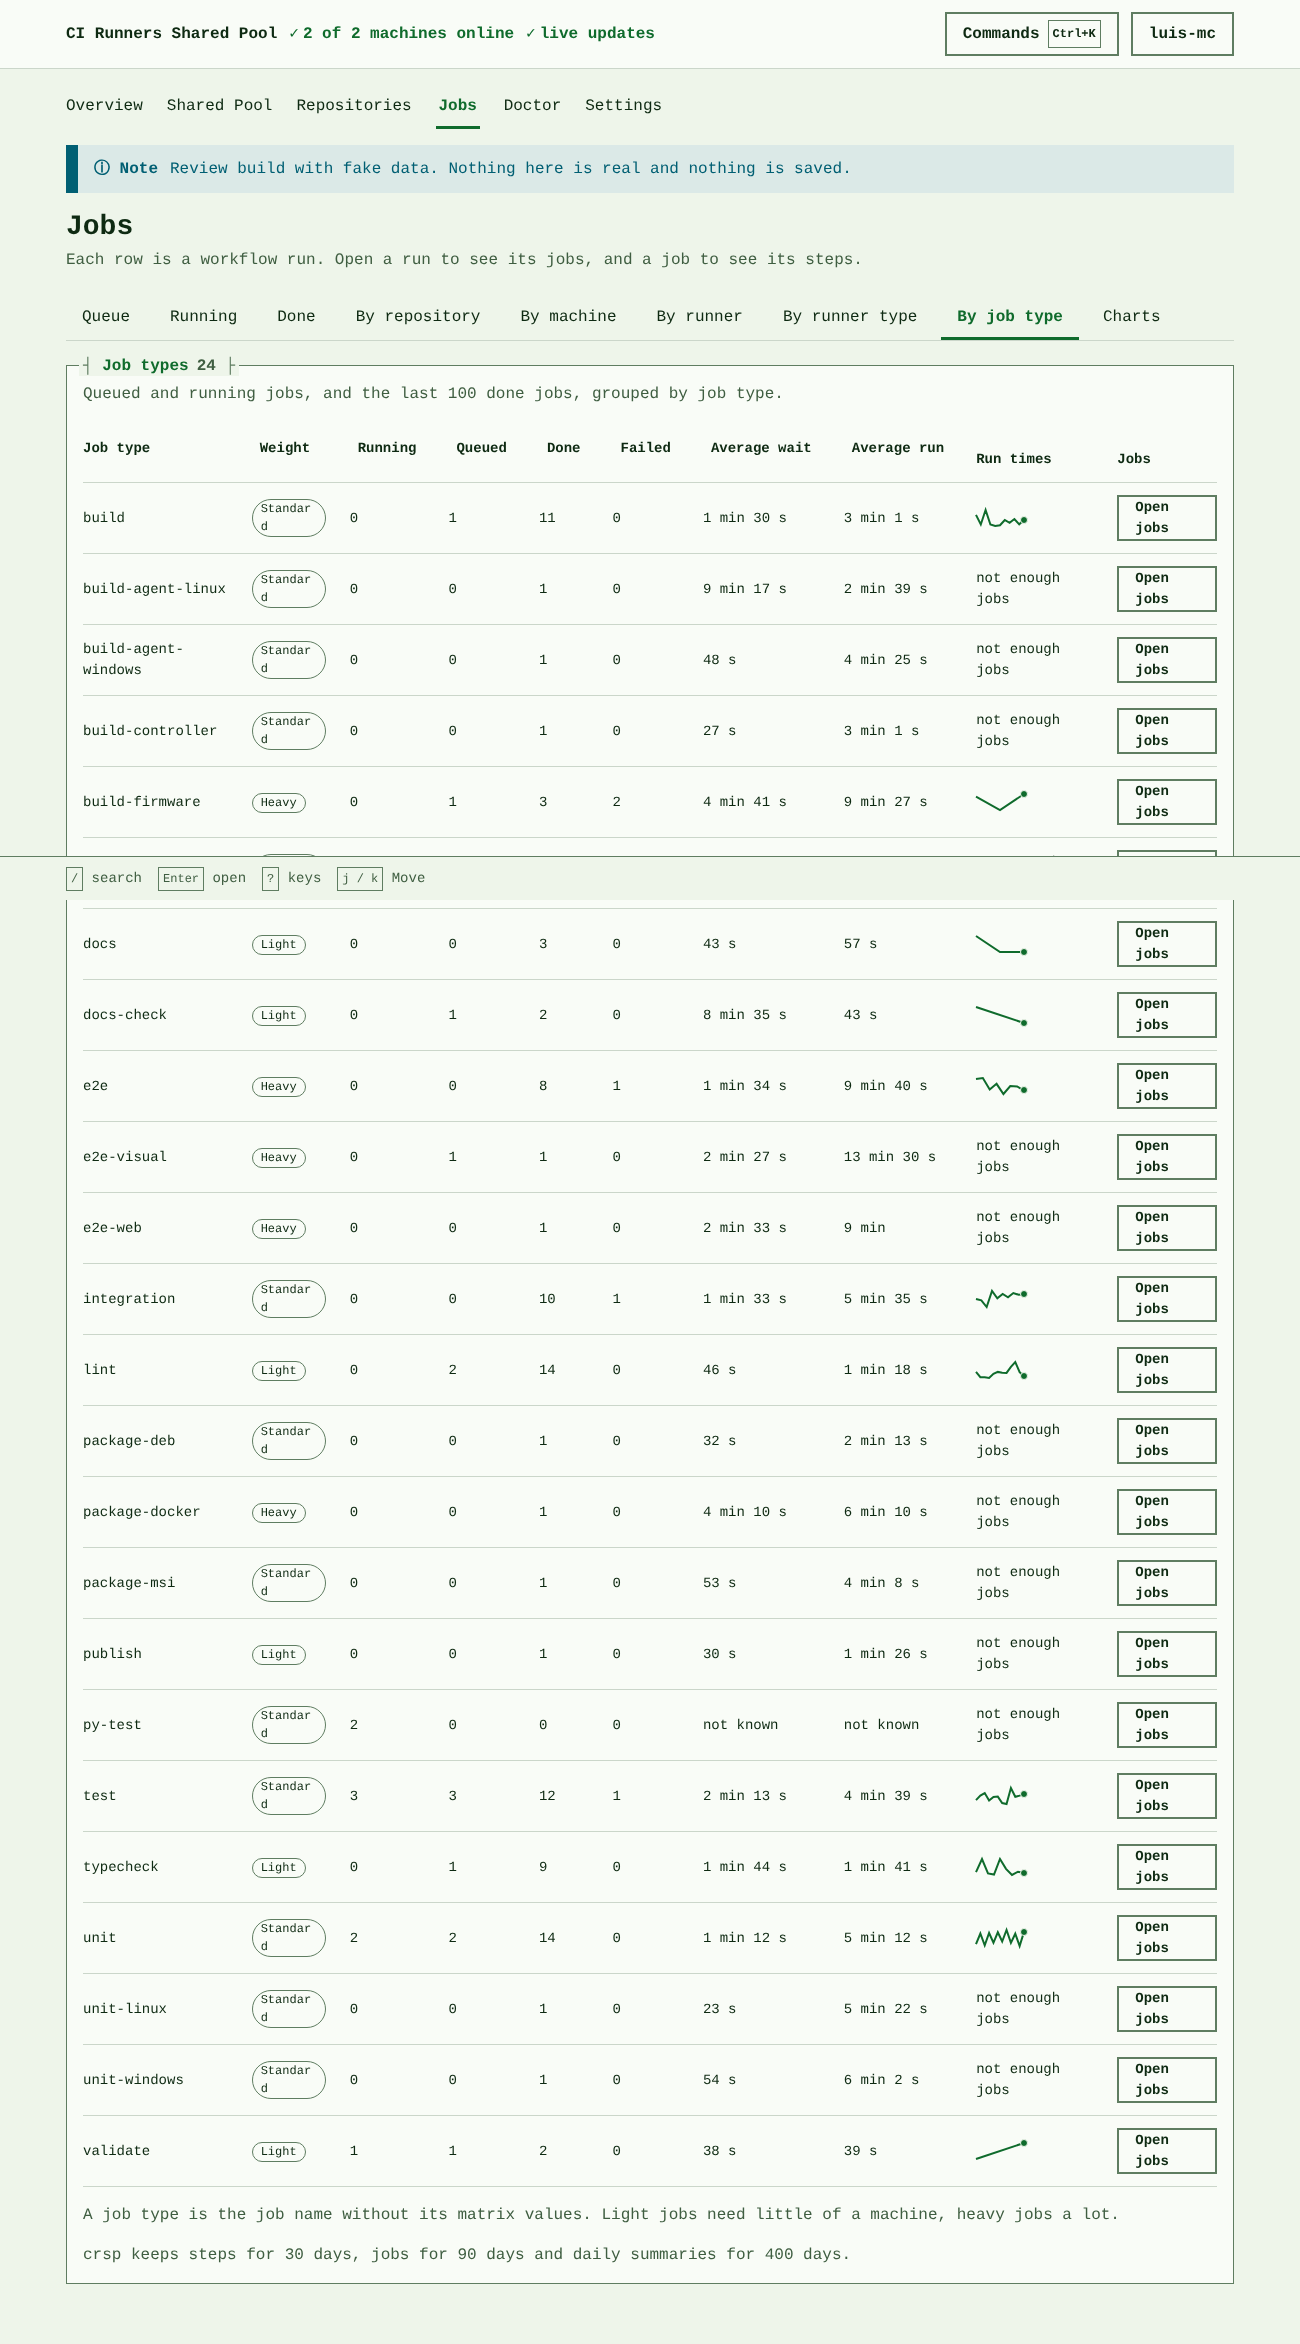 CI Runners Shared Pool ✓ 2 of 2 machines online ✓ live updates Commands Ctrl+K luis-mc
Overview Shared Pool Repositories Jobs Doctor Settings
ⓘ Note Review build with fake data. Nothing here is real and nothing is saved.
Jobs
Each row is a workflow run. Open a run to see its jobs, and a job to see its steps.
Queue Running Done By repository By machine By runner By runner type By job type Charts
┤ Job types 24 ├
Queued and running jobs, and the last 100 done jobs, grouped by job type.
Job type Weight Running Queued Done Failed Average wait Average run Run times Jobs
build Standard 0 1 11 0 1 min 30 s 3 min 1 s Open jobs
build-agent-linux Standard 0 0 1 0 9 min 17 s 2 min 39 s not enough jobs Open jobs
build-agent-windows Standard 0 0 1 0 48 s 4 min 25 s not enough jobs Open jobs
build-controller Standard 0 0 1 0 27 s 3 min 1 s not enough jobs Open jobs
build-firmware Heavy 0 1 3 2 4 min 41 s 9 min 27 s Open jobs
/ search Enter open ? keys j / k Move
docs Light 0 0 3 0 43 s 57 s Open jobs
docs-check Light 0 1 2 0 8 min 35 s 43 s Open jobs
e2e Heavy 0 0 8 1 1 min 34 s 9 min 40 s Open jobs
e2e-visual Heavy 0 1 1 0 2 min 27 s 13 min 30 s not enough jobs Open jobs
e2e-web Heavy 0 0 1 0 2 min 33 s 9 min not enough jobs Open jobs
integration Standard 0 0 10 1 1 min 33 s 5 min 35 s Open jobs
lint Light 0 2 14 0 46 s 1 min 18 s Open jobs
package-deb Standard 0 0 1 0 32 s 2 min 13 s not enough jobs Open jobs
package-docker Heavy 0 0 1 0 4 min 10 s 6 min 10 s not enough jobs Open jobs
package-msi Standard 0 0 1 0 53 s 4 min 8 s not enough jobs Open jobs
publish Light 0 0 1 0 30 s 1 min 26 s not enough jobs Open jobs
py-test Standard 2 0 0 0 not known not known not enough jobs Open jobs
test Standard 3 3 12 1 2 min 13 s 4 min 39 s Open jobs
typecheck Light 0 1 9 0 1 min 44 s 1 min 41 s Open jobs
unit Standard 2 2 14 0 1 min 12 s 5 min 12 s Open jobs
unit-linux Standard 0 0 1 0 23 s 5 min 22 s not enough jobs Open jobs
unit-windows Standard 0 0 1 0 54 s 6 min 2 s not enough jobs Open jobs
validate Light 1 1 2 0 38 s 39 s Open jobs
A job type is the job name without its matrix values. Light jobs need little of a machine, heavy jobs a lot.
crsp keeps steps for 30 days, jobs for 90 days and daily summaries for 400 days.